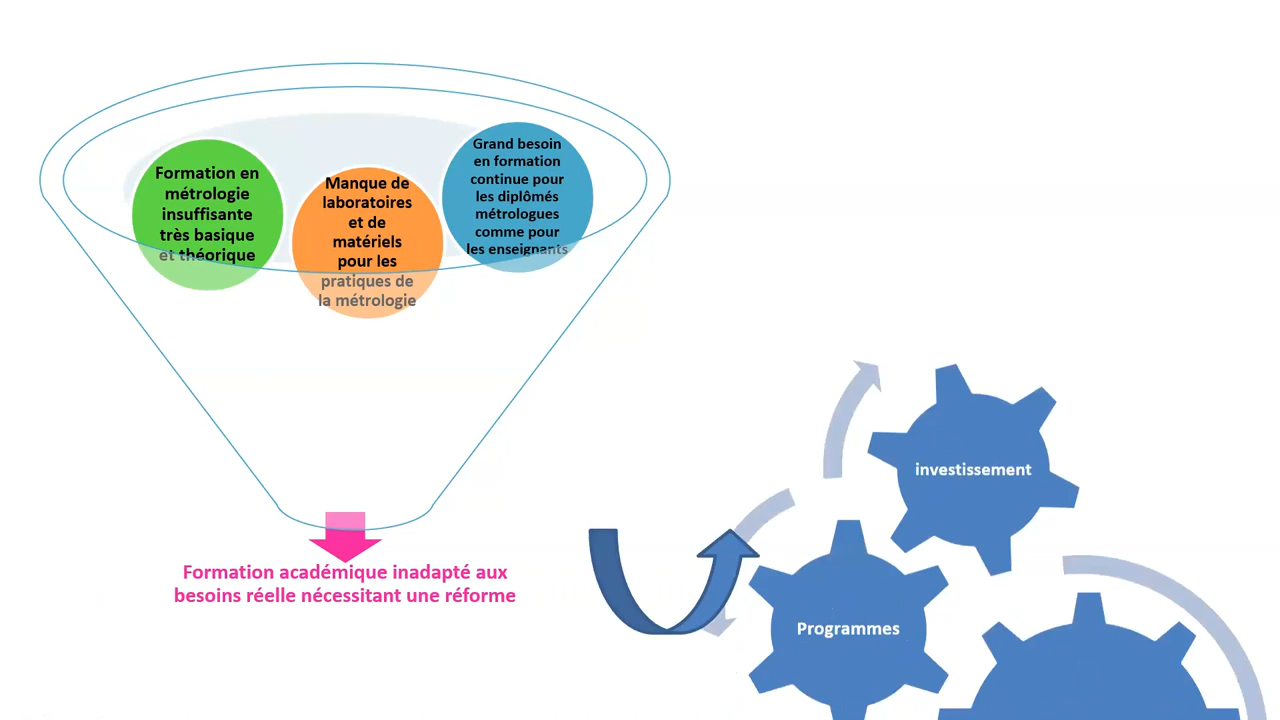 Formation en
métrologie
insuffisante
très basique
et théorique
Manque de
laboratoires
et de
matériels
pour les
pratiques de
la métrologie
Grand besoin
en formation
continue pour
les diplômés
métrologues
comme pour
les enseignants
Formation académique inadapté aux
besoins réelle nécessitant une réforme
investissement
Programmes